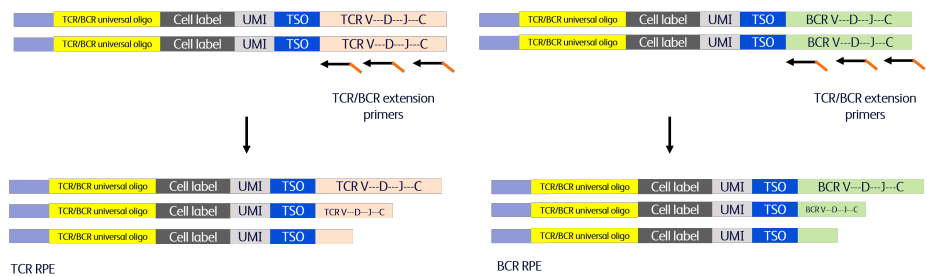 TCR/BCR universal oligo Cell label UMI TSO TCR V---D---J---C
TCR/BCR universal oligo Cell label UMI TSO TCR V---D---J---C
TCR/BCR extension
primers
TCR/BCR universal oligo Cell label UMI TSO TCR V---D---J---C
TCR/BCR universal oligo Cell label UMI TSO TCR V---D---J---C
TCR/BCR universal oligo Cell label UMI TSO
TCR RPE
TCR/BCR universal oligo Cell label UMI TSO BCR V---D---J---C
TCR/BCR universal oligo Cell label UMI TSO BCR V---D---J---C
TCR/BCR extension
primers
TCR/BCR universal oligo Cell label UMI TSO BCR V---D---J---C
TCR/BCR universal oligo Cell label UMI TSO BCR V---D---J---C
TCR/BCR universal oligo Cell label UMI TSO
BCR RPE